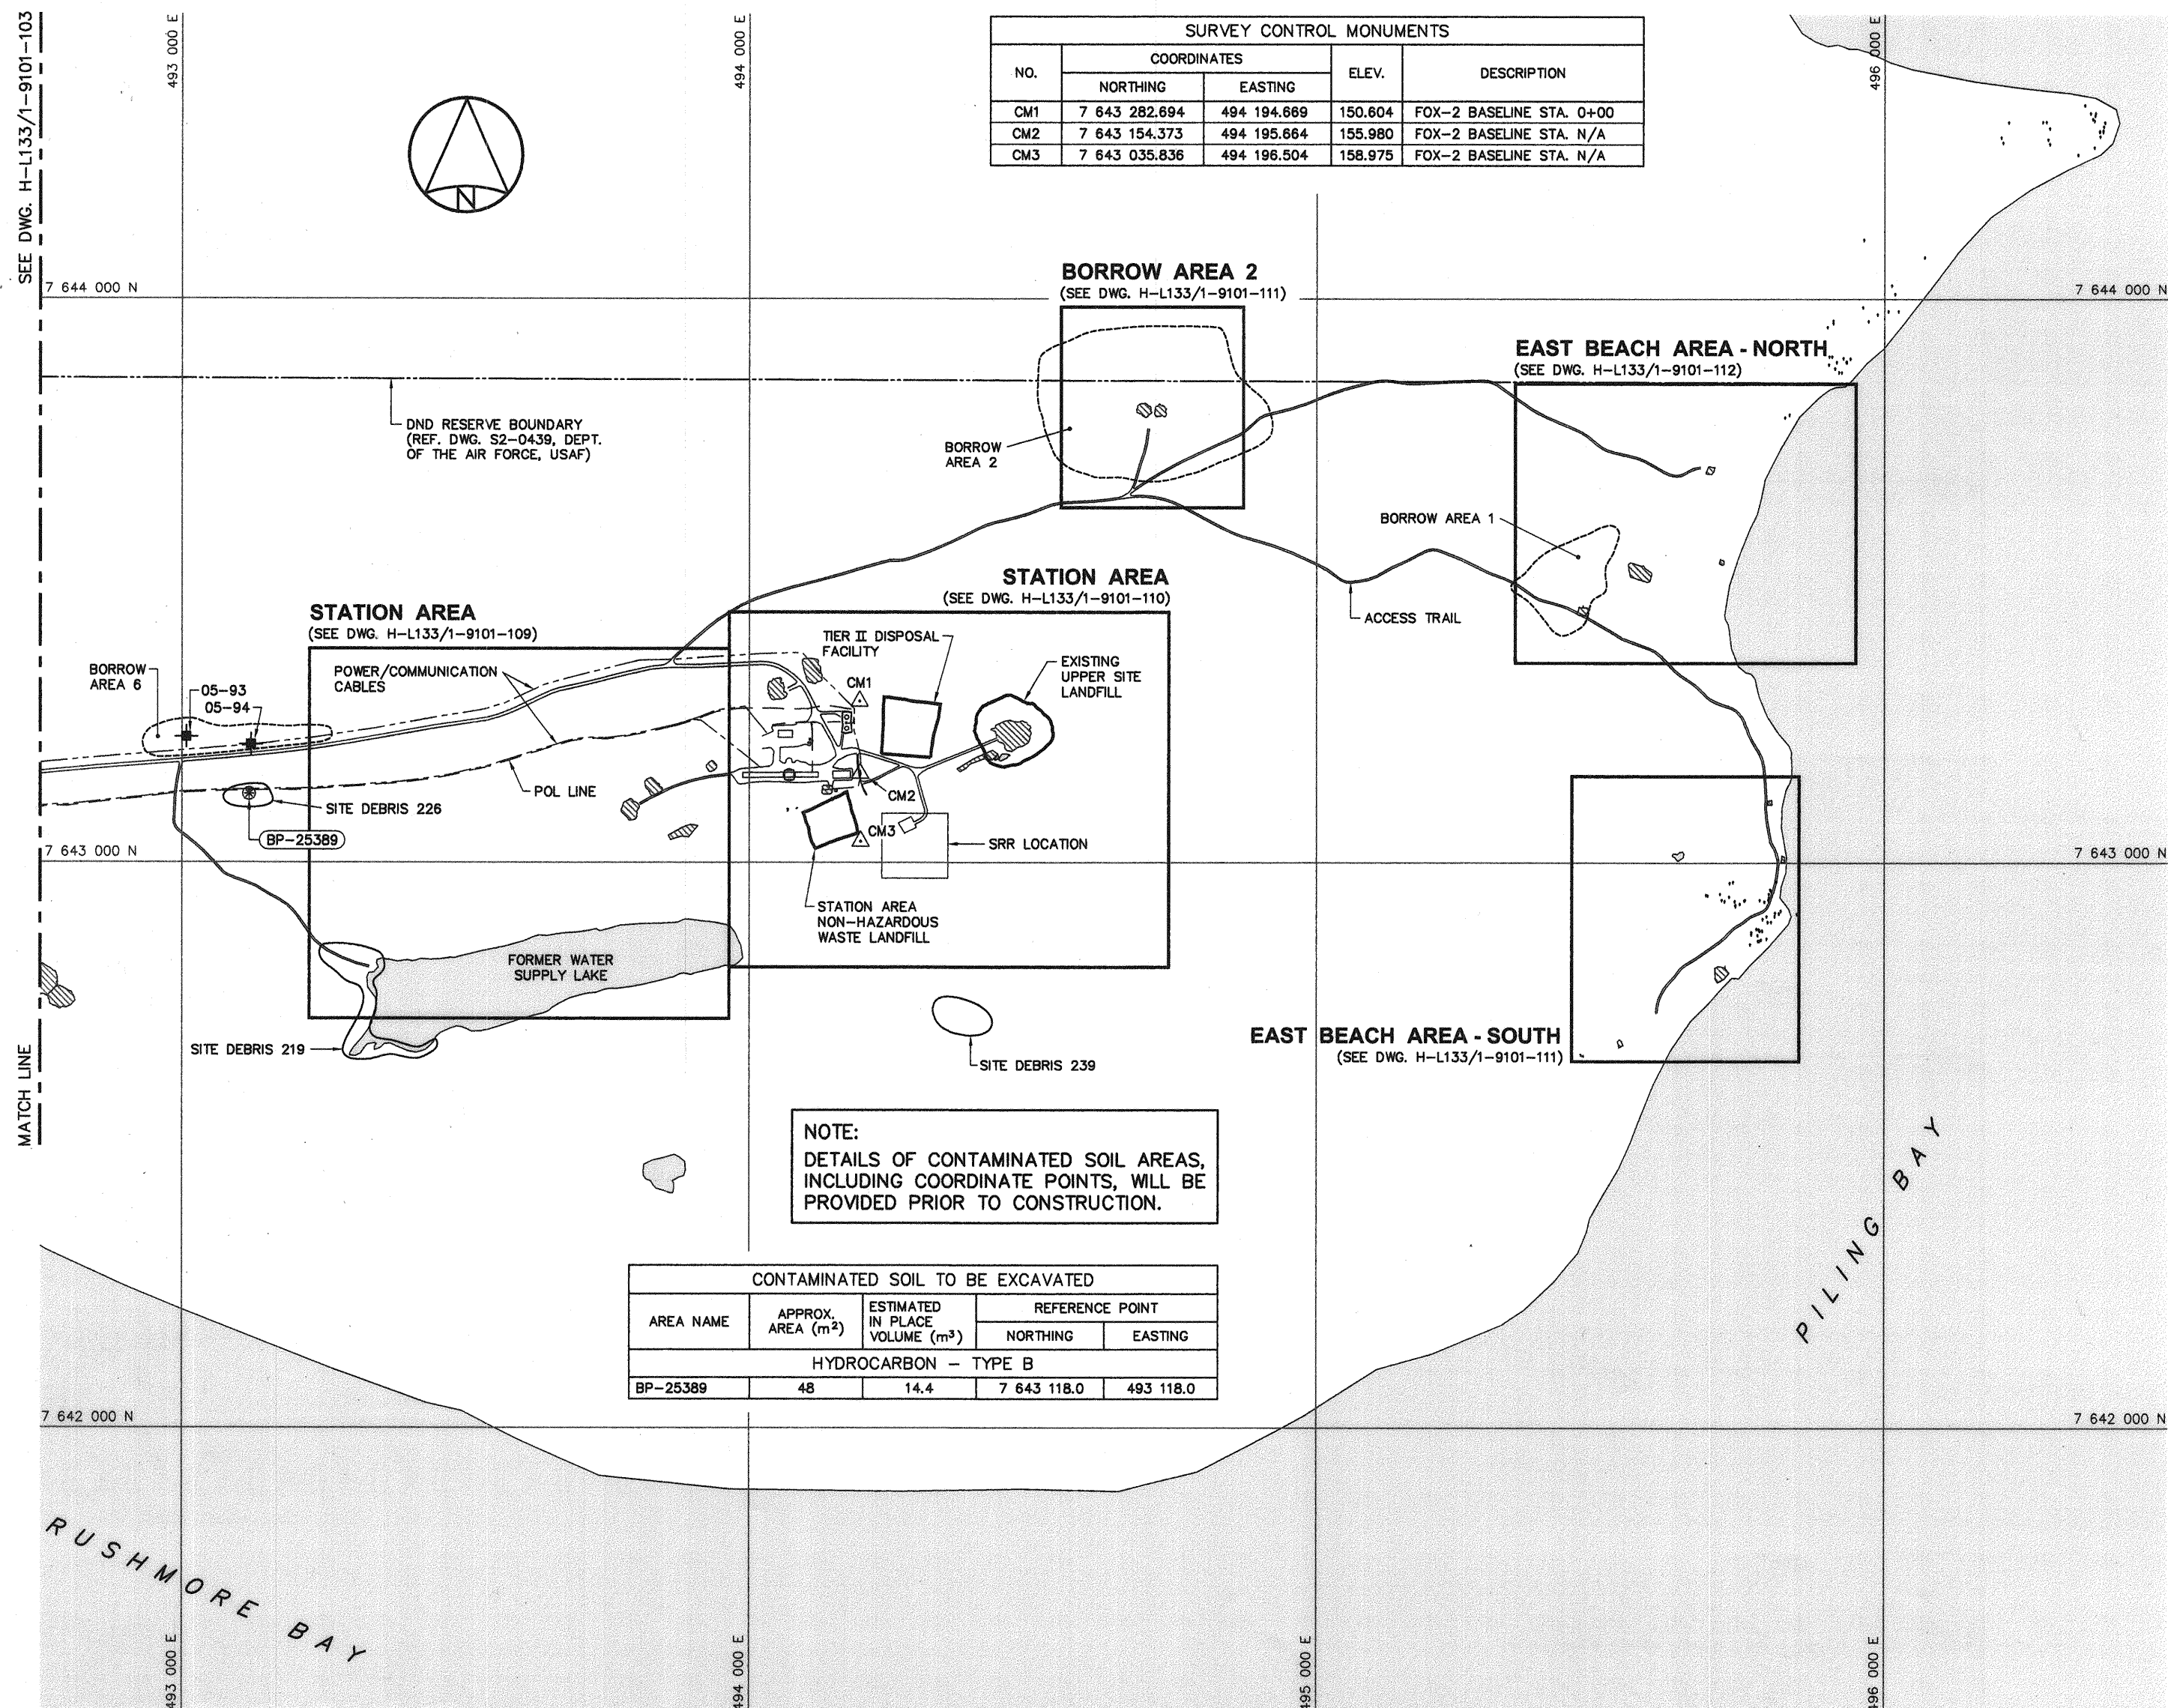 SEE DWG. H-L133/1-9101-103
493 000 E
494 000 E
496 000 E
SURVEY CONTROL MONUMENTS
NO. COORDINATES ELEV. DESCRIPTION
NORTHING EASTING
CM1 7 643 282.694 494 194.669 150.604 FOX-2 BASELINE STA. 0+00
CM2 7 643 154.373 494 195.664 155.980 FOX-2 BASELINE STA. N/A
CM3 7 643 035.836 494 196.504 158.975 FOX-2 BASELINE STA. N/A
N
BORROW AREA 2
(SEE DWG. H-L133/1-9101-111)
7 644 000 N
7 644 000 N
EAST BEACH AREA - NORTH
(SEE DWG. H-L133/1-9101-112)
DND RESERVE BOUNDARY
(REF. DWG. S2-0439, DEPT.
OF THE AIR FORCE, USAF)
BORROW
AREA 2
BORROW AREA 1
STATION AREA
(SEE DWG. H-L133/1-9101-110)
STATION AREA
(SEE DWG. H-L133/1-9101-109)
ACCESS TRAIL
TIER II DISPOSAL
FACILITY
EXISTING
UPPER SITE
LANDFILL
POWER/COMMUNICATION
CABLES
BORROW
AREA 6
05-93
05-94
CM1
POL LINE
CM2
SITE DEBRIS 226
BP-25389
CM3
SRR LOCATION
7 643 000 N
7 643 000 N
STATION AREA
NON-HAZARDOUS
WASTE LANDFILL
FORMER WATER
SUPPLY LAKE
SITE DEBRIS 219
SITE DEBRIS 239
EAST BEACH AREA - SOUTH
(SEE DWG. H-L133/1-9101-111)
MATCH LINE
NOTE:
DETAILS OF CONTAMINATED SOIL AREAS,
INCLUDING COORDINATE POINTS, WILL BE
PROVIDED PRIOR TO CONSTRUCTION.
PILING BAY
CONTAMINATED SOIL TO BE EXCAVATED
AREA NAME APPROX. AREA (m²) ESTIMATED IN PLACE VOLUME (m³) REFERENCE POINT
NORTHING EASTING
HYDROCARBON - TYPE B
BP-25389 48 14.4 7 643 118.0 493 118.0
7 642 000 N
7 642 000 N
RUSHMORE BAY
493 000 E
494 000 E
495 000 E
496 000 E